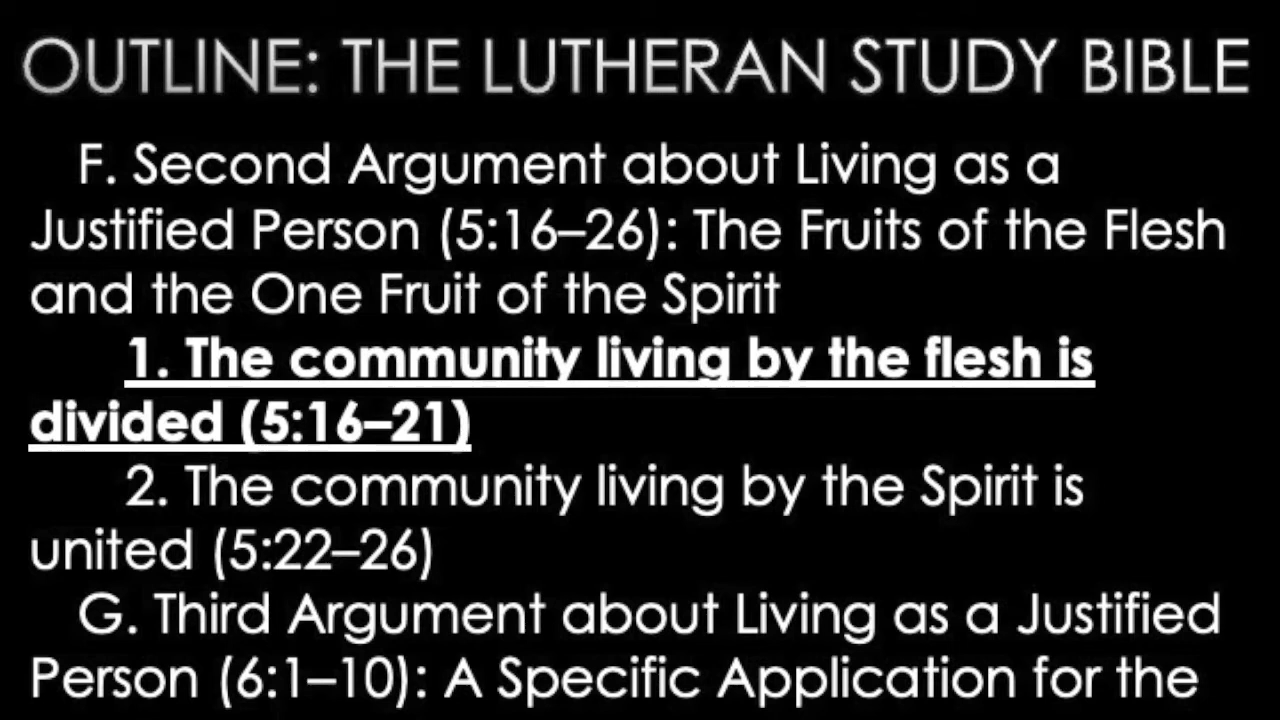 OUTLINE: THE LUTHERAN STUDY BIBLE
F. Second Argument about Living as a
Justified Person (5:16–26): The Fruits of the Flesh
and the One Fruit of the Spirit
1. The community living by the flesh is
divided (5:16–21)
2. The community living by the Spirit is
united (5:22–26)
G. Third Argument about Living as a Justified
Person (6:1–10): A Specific Application for the